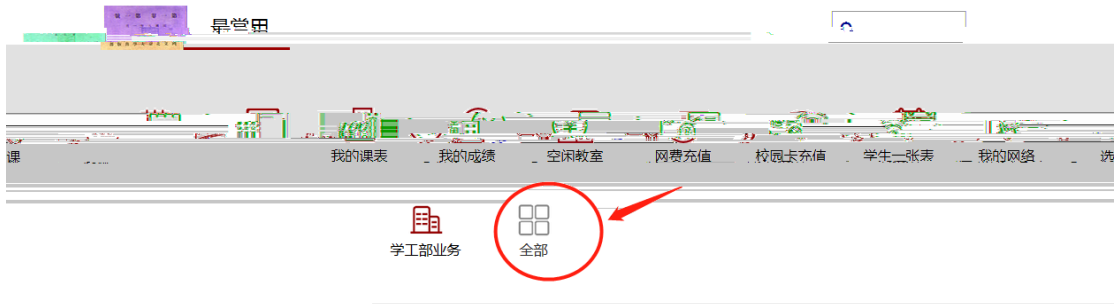 最常用
课 我的课表 我的成绩 空闲教室 网费充值 校园卡充值 学生一张表 我的网络 选
学工部业务 全部